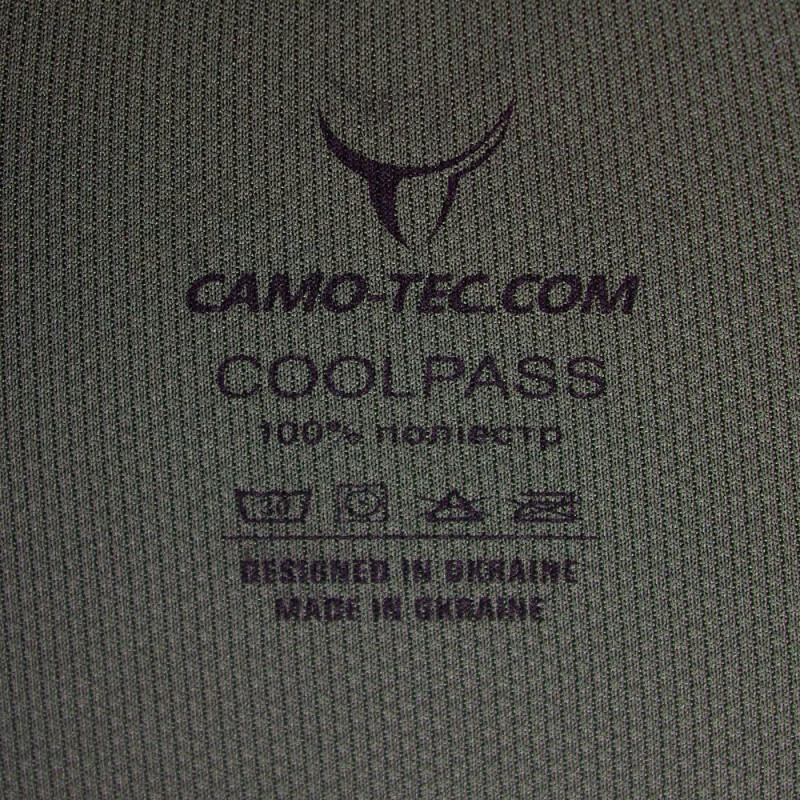 CAMO-TEC.COM
COOLPASS
100% поліестр
30
DESIGNED IN UKRAINE
MADE IN UKRAINE